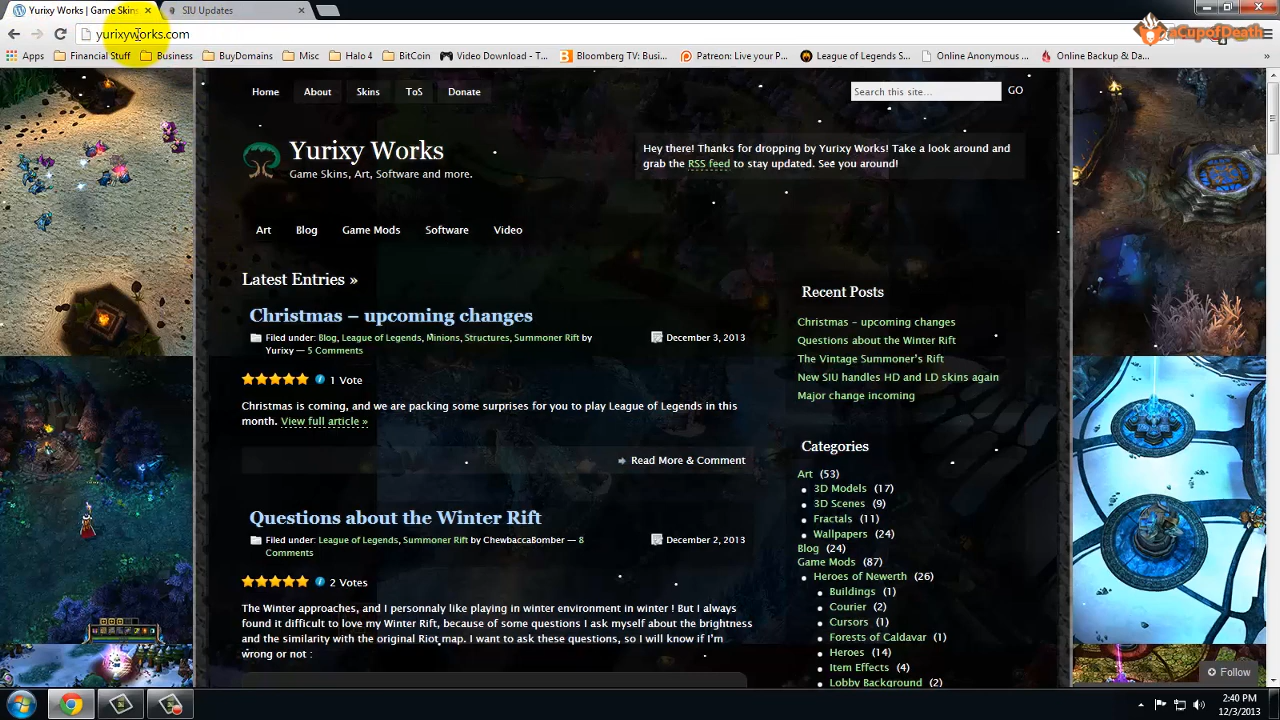 Yurixy Works | Game Skins
SIU Updates
yurixyworks.com
aCupofDeath
Apps
Financial Stuff
Business
BuyDomains
Misc
Halo 4
BitCoin
Video Download - T...
Bloomberg TV: Busi...
Patreon: Live your P...
League of Legends S...
Online Anonymous ...
Online Backup & Da...
»
Home
About
Skins
ToS
Donate
Search this site...
GO
Yurixy Works
Game Skins, Art, Software and more.
Hey there! Thanks for dropping by Yurixy Works! Take a look around and
grab the RSS feed to stay updated. See you around!
Art
Blog
Game Mods
Software
Video
Latest Entries »
Christmas – upcoming changes
Filed under: Blog, League of Legends, Minions, Structures, Summoner Rift by
Yurixy — 5 Comments
December 3, 2013
1 Vote
Christmas is coming, and we are packing some surprises for you to play League of Legends in this
month. View full article »
Read More & Comment
Questions about the Winter Rift
Filed under: League of Legends, Summoner Rift by ChewbaccaBomber — 8
Comments
December 2, 2013
2 Votes
The Winter approaches, and I personnaly like playing in winter environment in winter ! But I always
found it difficult to love my Winter Rift, because of some questions I ask myself about the brightness
and the similarity with the original Riot map. I want to ask these questions, so I will know if I'm
wrong or not :
Recent Posts
Christmas – upcoming changes
Questions about the Winter Rift
The Vintage Summoner's Rift
New SIU handles HD and LD skins again
Major change incoming
Categories
Art (53)
3D Models (17)
3D Scenes (9)
Fractals (11)
Wallpapers (24)
Blog (24)
Game Mods (87)
Heroes of Newerth (26)
Buildings (1)
Courier (2)
Cursors (1)
Forests of Caldavar (1)
Heroes (14)
Item Effects (4)
Lobby Background (2)
Follow
2:40 PM
12/3/2013